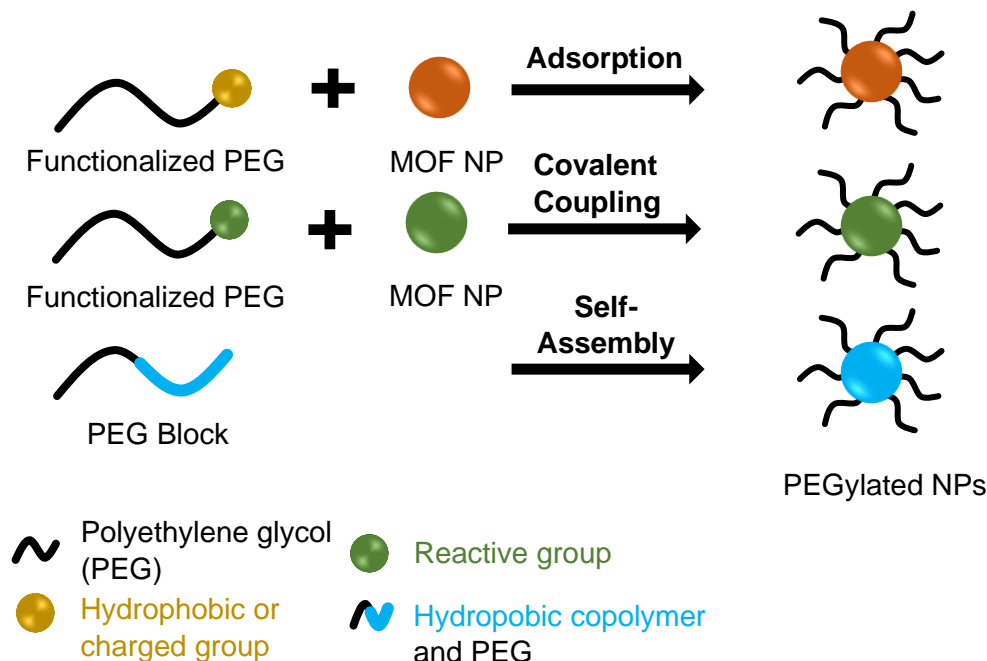 Adsorption
Functionalized PEG
MOF NP
Covalent
Coupling
Functionalized PEG
MOF NP
Self-
Assembly
PEG Block
PEGylated NPs
Polyethylene glycol
(PEG)
Reactive group
Hydrophobic or
charged group
Hydropobic copolymer
and PEG